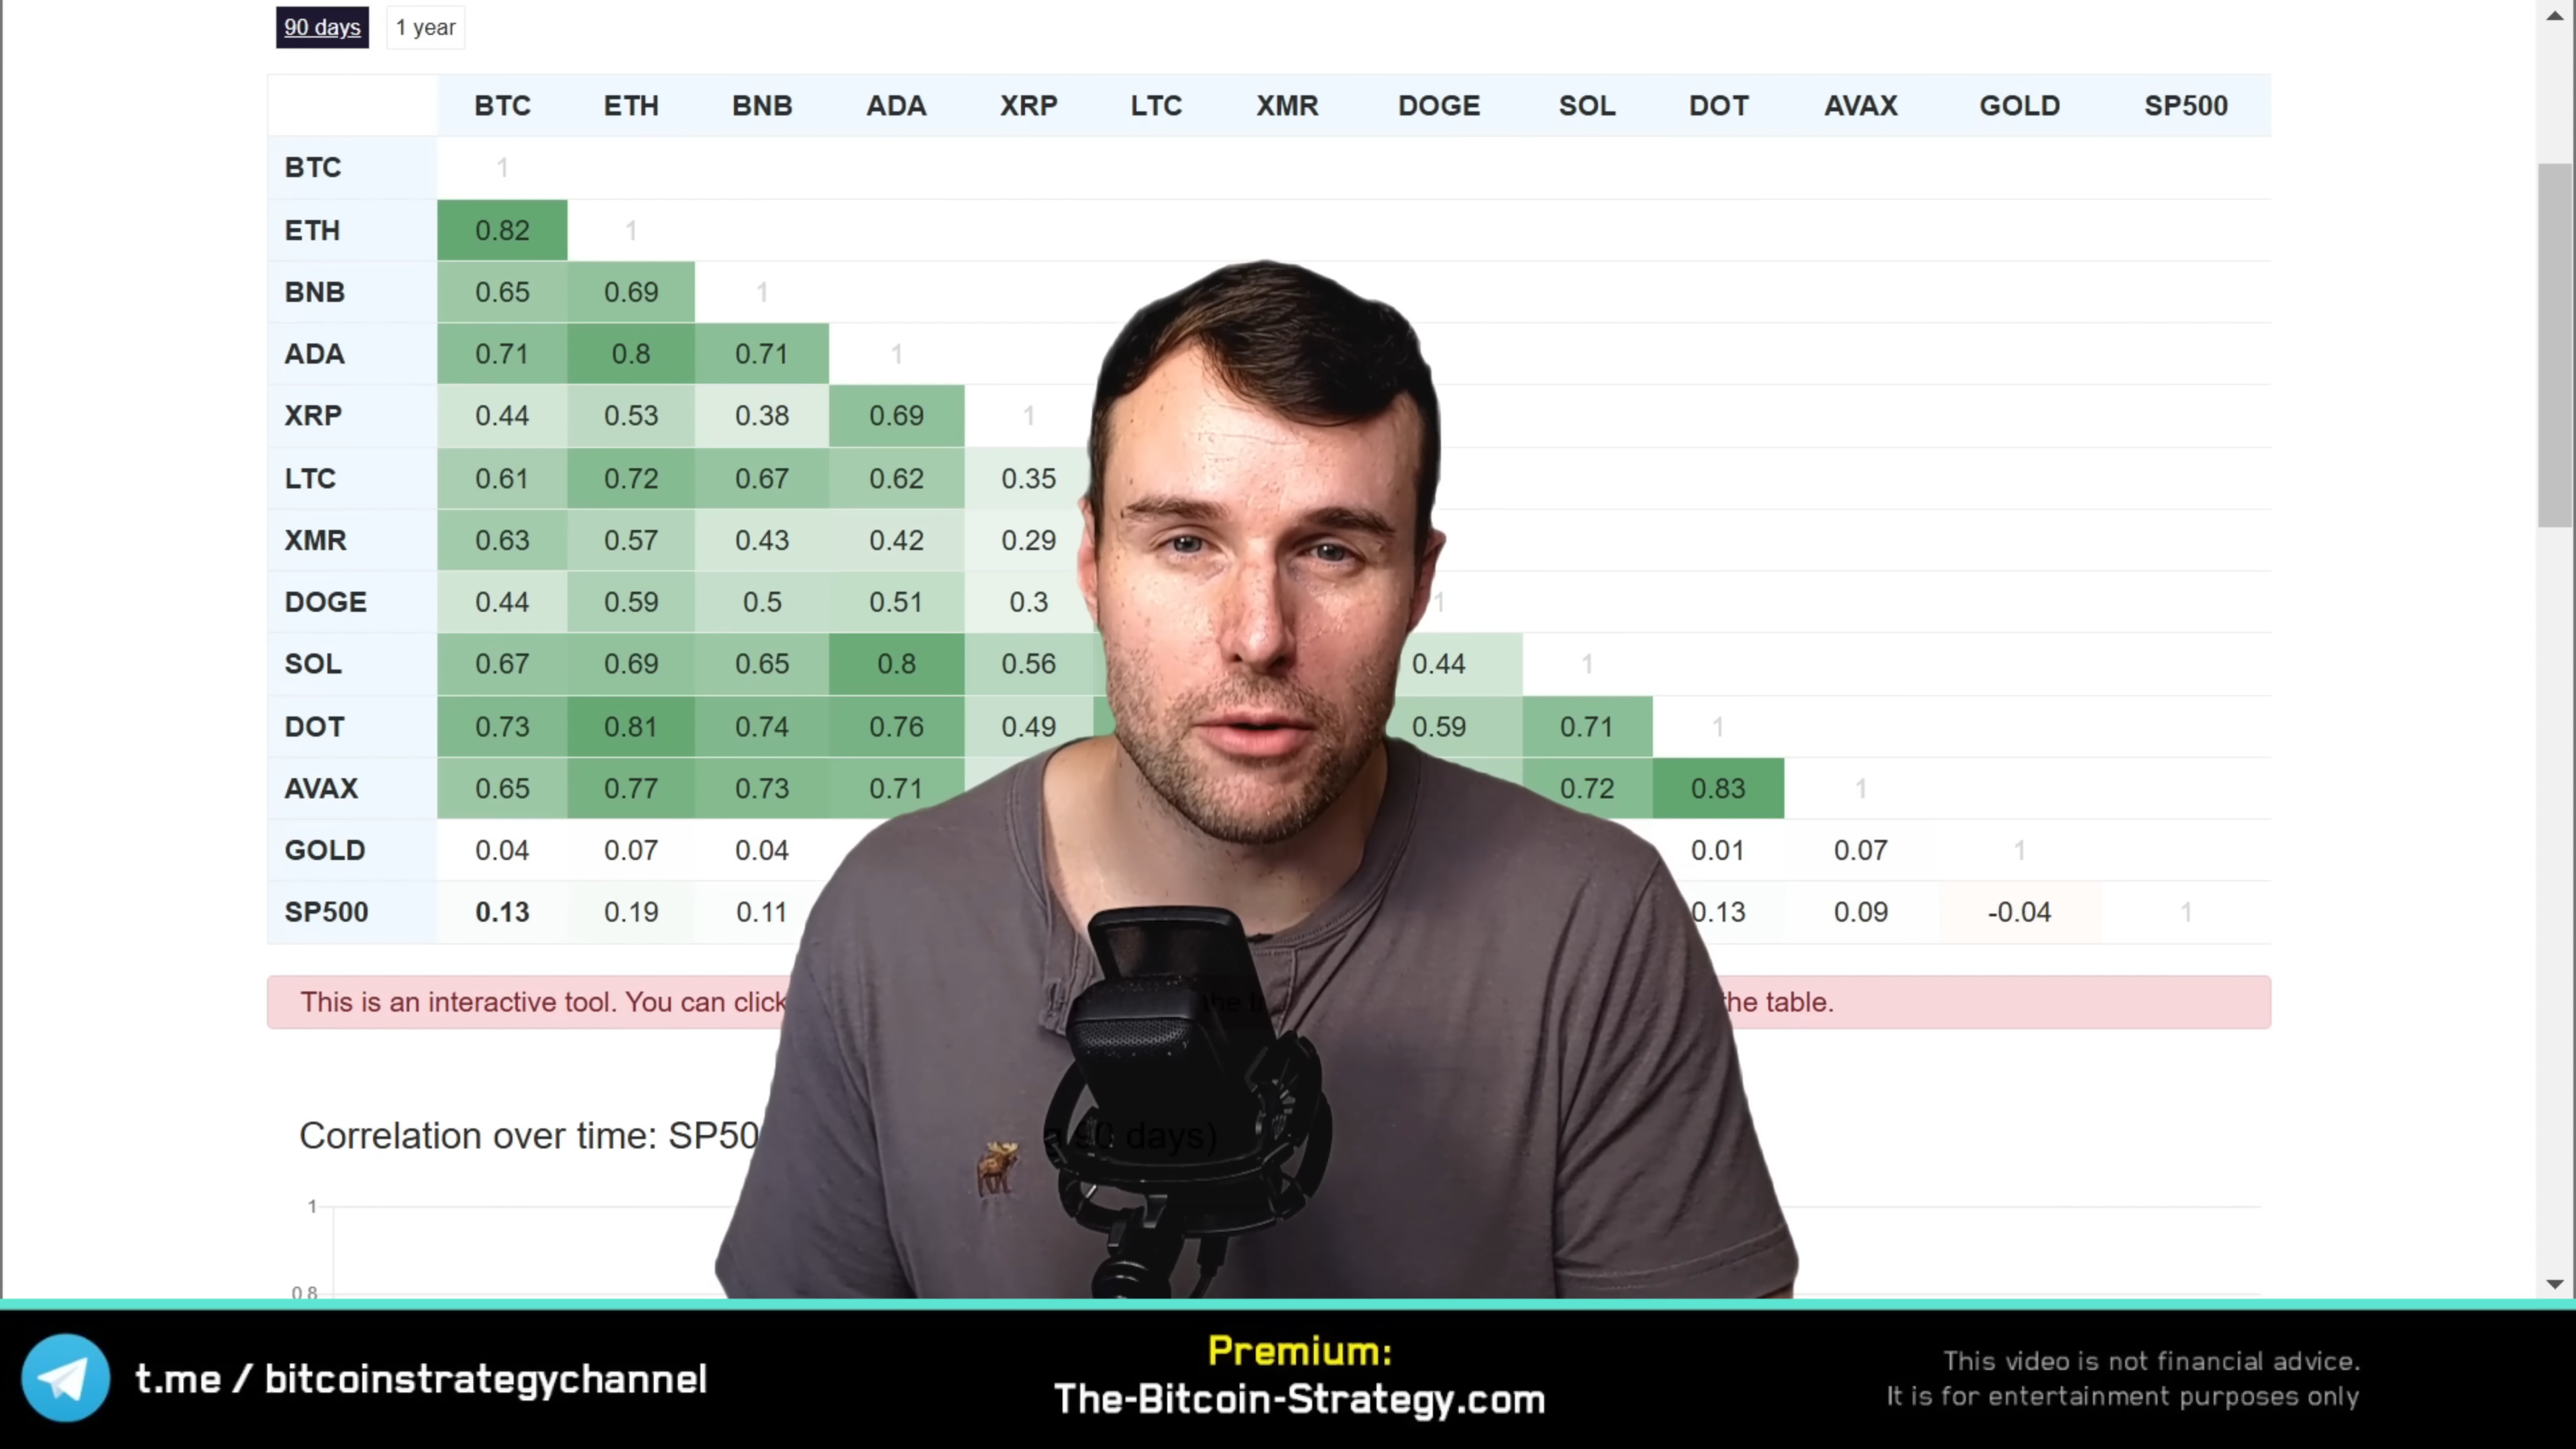 90 days 1 year
BTC ETH BNB ADA XRP LTC XMR DOGE SOL DOT AVAX GOLD SP500
BTC 1
ETH 0.82 1
BNB 0.65 0.69 1
ADA 0.71 0.8 0.71 1
XRP 0.44 0.53 0.38 0.69 1
LTC 0.61 0.72 0.67 0.62 0.35
XMR 0.63 0.57 0.43 0.42 0.29
DOGE 0.44 0.59 0.5 0.51 0.3 1
SOL 0.67 0.69 0.65 0.8 0.56 0.44 1
DOT 0.73 0.81 0.74 0.76 0.49 0.59 0.71 1
AVAX 0.65 0.77 0.73 0.71 0.72 0.83 1
GOLD 0.04 0.07 0.04 0.01 0.07 1
SP500 0.13 0.19 0.11 0.13 0.09 -0.04 1
This is an interactive tool. You can click the table.
Correlation over time: SP50 days)
1
0.8
t.me / bitcoinstrategychannel
Premium:
The-Bitcoin-Strategy.com
This video is not financial advice.
It is for entertainment purposes only